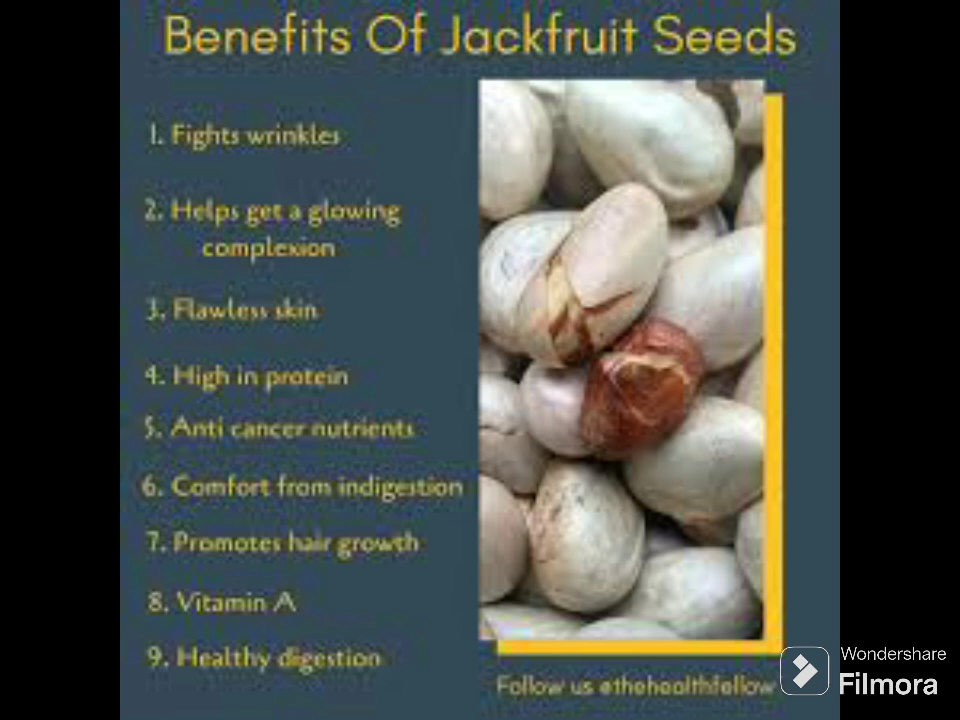 Benefits Of Jackfruit Seeds
1. Fights wrinkles
2. Helps get a glowing
complexion
3. Flawless skin
4. High in protein
5. Anti cancer nutrients
6. Comfort from indigestion
7. Promotes hair growth
8. Vitamin A
9. Healthy digestion
Follow us @thehealthfellow
Wondershare
Filmora